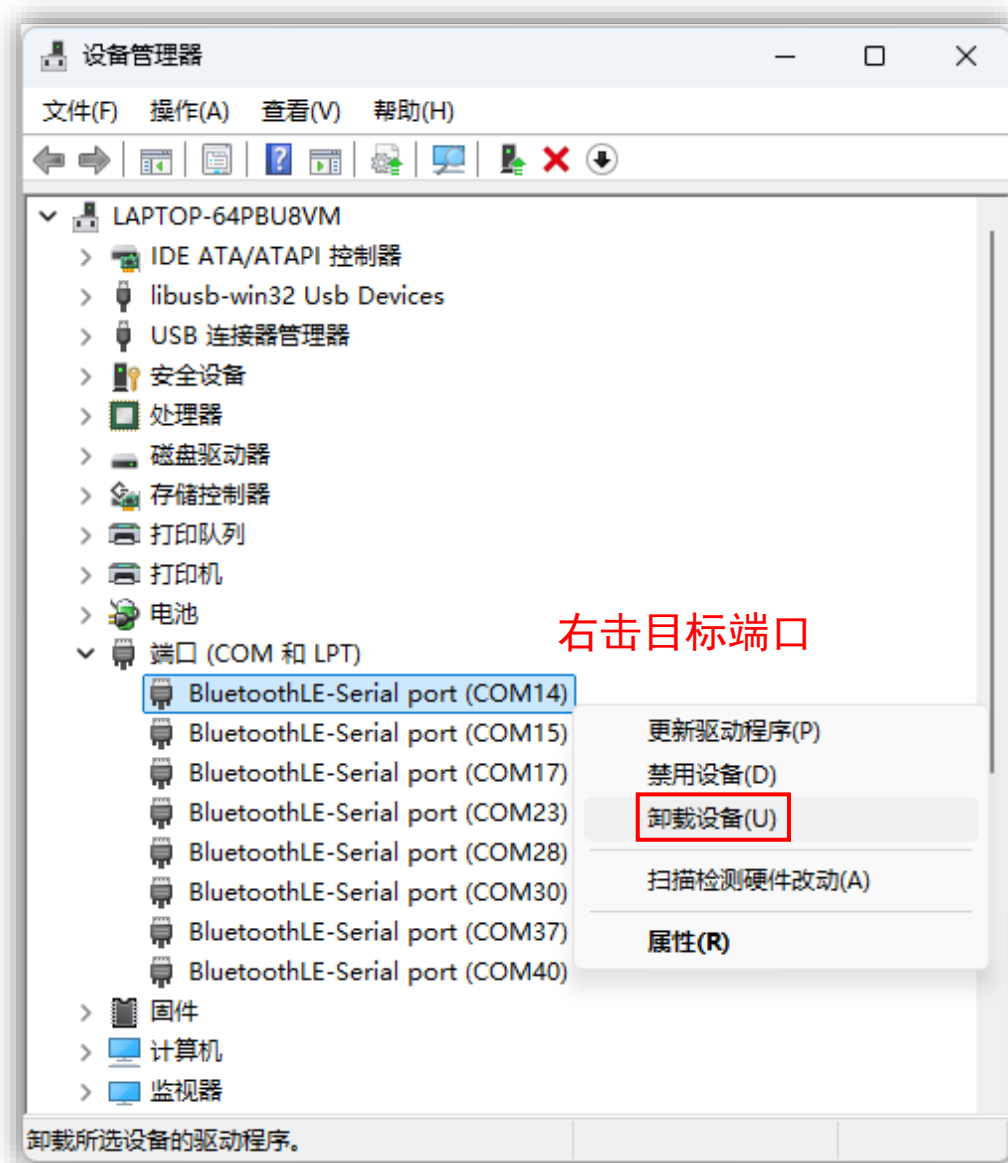 设备管理器
文件(F) 操作(A) 查看(V) 帮助(H)
LAPTOP-64PBU8VM
IDE ATA/ATAPI 控制器
libusb-win32 Usb Devices
USB 连接器管理器
安全设备
处理器
磁盘驱动器
存储控制器
打印队列
打印机
电池
端口 (COM 和 LPT)
右击目标端口
BluetoothLE-Serial port (COM14)
BluetoothLE-Serial port (COM15)
BluetoothLE-Serial port (COM17)
BluetoothLE-Serial port (COM23)
BluetoothLE-Serial port (COM28)
BluetoothLE-Serial port (COM30)
BluetoothLE-Serial port (COM37)
BluetoothLE-Serial port (COM40)
更新驱动程序(P)
禁用设备(D)
卸载设备(U)
扫描检测硬件改动(A)
属性(R)
固件
计算机
监视器
卸载所选设备的驱动程序。